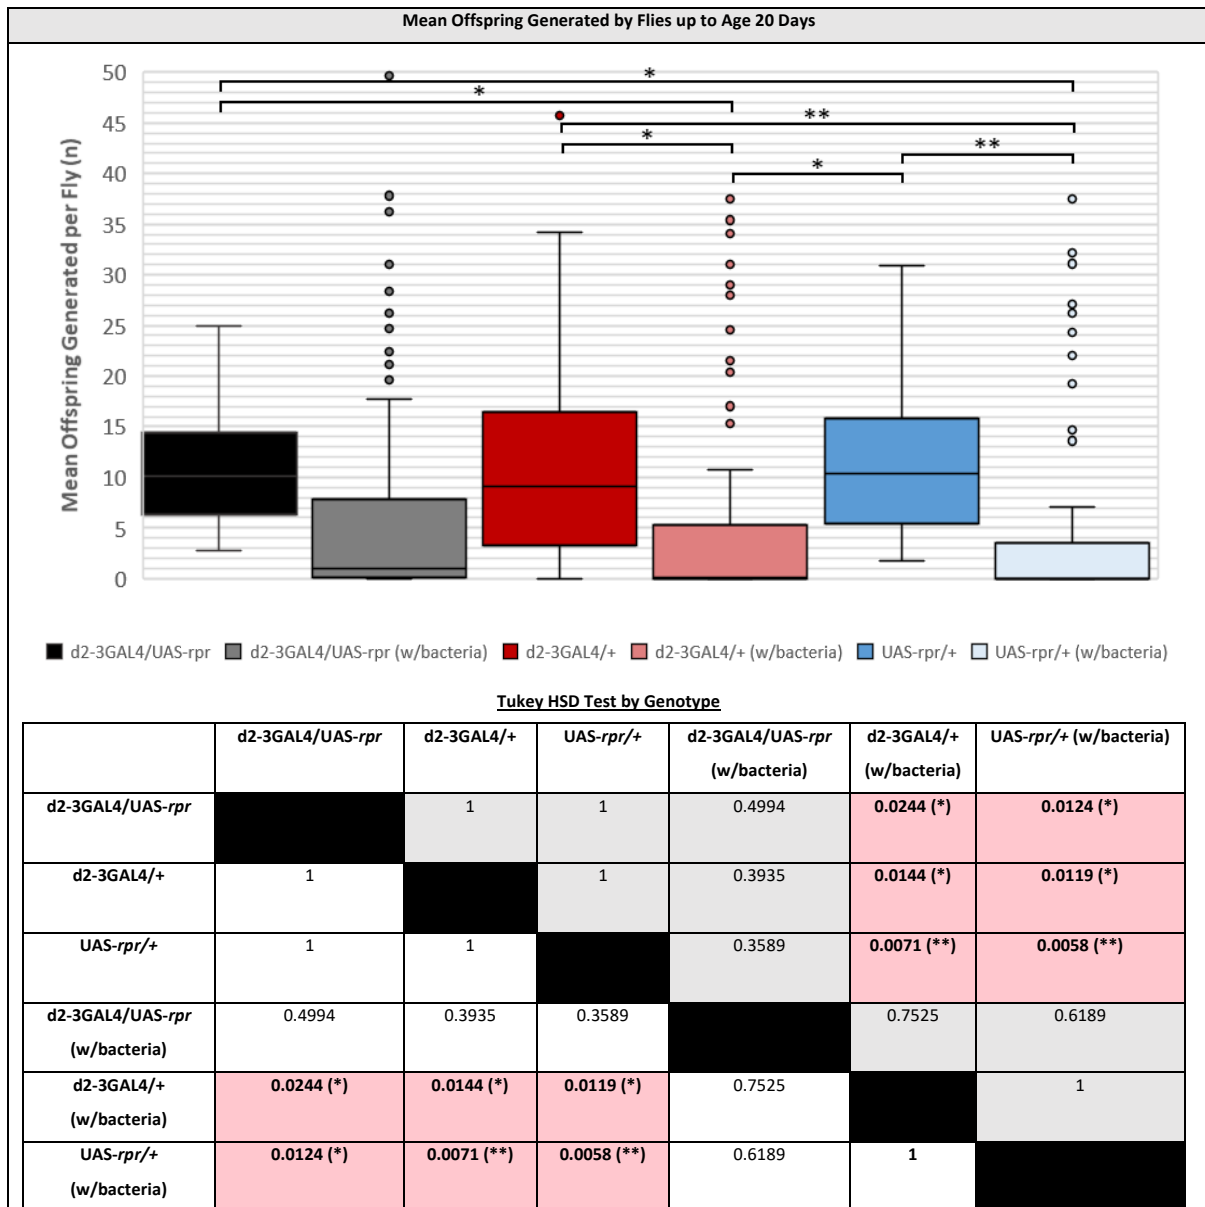 Mean Offspring Generated by Flies up to Age 20 Days
Mean Offspring Generated per Fly (n)
50
45
40
35
30
25
20
15
10
5
0
*
*
**
*
**
*
d2-3GAL4/UAS-rpr d2-3GAL4/UAS-rpr (w/bacteria) d2-3GAL4/+ d2-3GAL4/+ (w/bacteria) UAS-rpr/+ UAS-rpr/+ (w/bacteria)
Tukey HSD Test by Genotype
d2-3GAL4/UAS-rpr d2-3GAL4/+ UAS-rpr/+ d2-3GAL4/UAS-rpr d2-3GAL4/+ UAS-rpr/+ (w/bacteria)
(w/bacteria) (w/bacteria)
d2-3GAL4/UAS-rpr 1 1 0.4994 0.0244 (*) 0.0124 (*)
d2-3GAL4/+ 1 1 0.3935 0.0144 (*) 0.0119 (*)
UAS-rpr/+ 1 1 0.3589 0.0071 (**) 0.0058 (**)
d2-3GAL4/UAS-rpr 0.4994 0.3935 0.3589 0.7525 0.6189
(w/bacteria)
d2-3GAL4/+ 0.0244 (*) 0.0144 (*) 0.0119 (*) 0.7525 1
(w/bacteria)
UAS-rpr/+ 0.0124 (*) 0.0071 (**) 0.0058 (**) 0.6189 1
(w/bacteria)